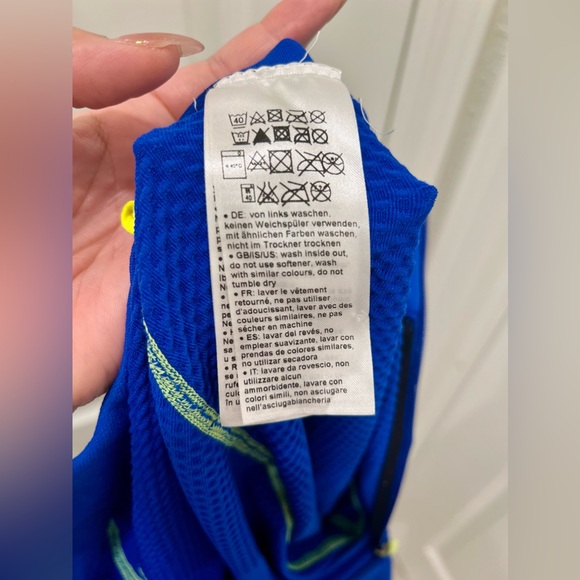 40
40
40
• DE: von links waschen,
keinen Weichspüler verwenden,
mit ähnlichen Farben waschen,
nicht im Trockner trocknen
• GB/IS/US: wash inside out,
do not use softener, wash
with similar colours, do not
tumble dry
• FR: laver le vêtement
retourné, ne pas utiliser
d'adoucissant, laver avec des
couleurs similaires, ne pas
sécher en machine
• ES: lavar del revés, no
emplear suavizante, lavar con
prendas de colores similares,
no utilizar secadora
• IT: lavare da rovescio, non
utilizzare alcun
ammorbidente, lavare con
colori simili, non asciugare
nell'asciugabiancheria